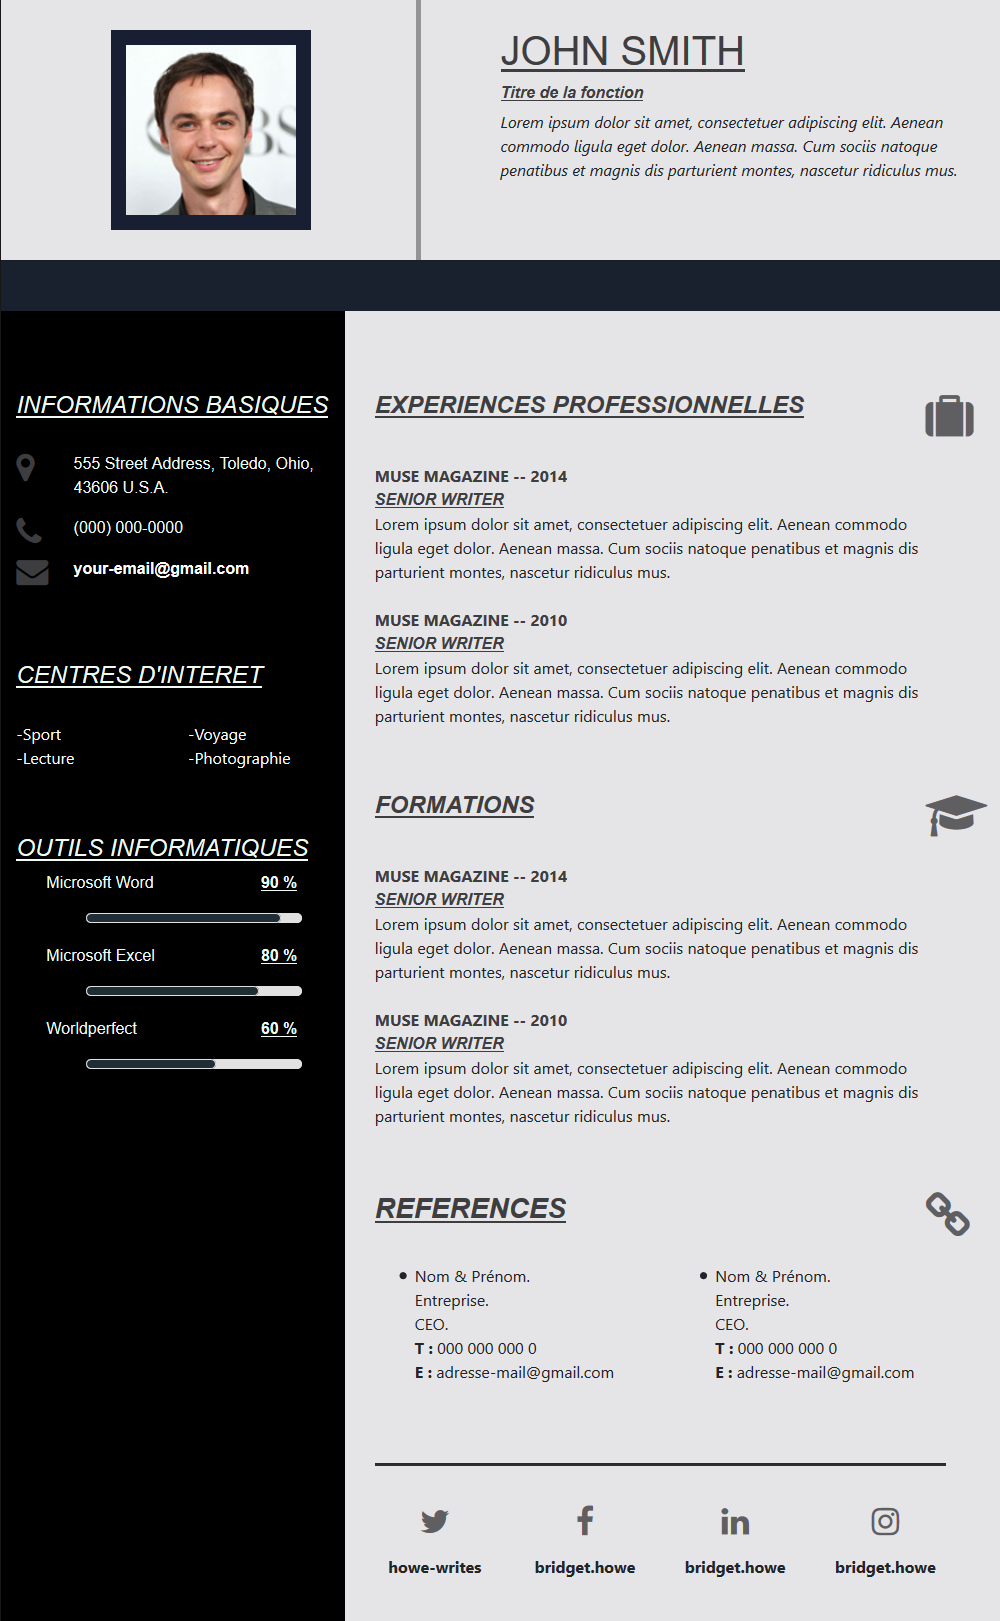 JOHN SMITH
Titre de la fonction
Lorem ipsum dolor sit amet, consectetuer adipiscing elit. Aenean
commodo ligula eget dolor. Aenean massa. Cum sociis natoque
penatibus et magnis dis parturient montes, nascetur ridiculus mus.
INFORMATIONS BASIQUES
555 Street Address, Toledo, Ohio,
43606 U.S.A.
(000) 000-0000
your-email@gmail.com
CENTRES D'INTERET
-Sport -Voyage
-Lecture -Photographie
OUTILS INFORMATIQUES
Microsoft Word 90 %
Microsoft Excel 80 %
Worldperfect 60 %
EXPERIENCES PROFESSIONNELLES
MUSE MAGAZINE -- 2014
SENIOR WRITER
Lorem ipsum dolor sit amet, consectetuer adipiscing elit. Aenean commodo
ligula eget dolor. Aenean massa. Cum sociis natoque penatibus et magnis dis
parturient montes, nascetur ridiculus mus.
MUSE MAGAZINE -- 2010
SENIOR WRITER
Lorem ipsum dolor sit amet, consectetuer adipiscing elit. Aenean commodo
ligula eget dolor. Aenean massa. Cum sociis natoque penatibus et magnis dis
parturient montes, nascetur ridiculus mus.
FORMATIONS
MUSE MAGAZINE -- 2014
SENIOR WRITER
Lorem ipsum dolor sit amet, consectetuer adipiscing elit. Aenean commodo
ligula eget dolor. Aenean massa. Cum sociis natoque penatibus et magnis dis
parturient montes, nascetur ridiculus mus.
MUSE MAGAZINE -- 2010
SENIOR WRITER
Lorem ipsum dolor sit amet, consectetuer adipiscing elit. Aenean commodo
ligula eget dolor. Aenean massa. Cum sociis natoque penatibus et magnis dis
parturient montes, nascetur ridiculus mus.
REFERENCES
• Nom & Prénom.
Entreprise.
CEO.
T : 000 000 000 0
E : adresse-mail@gmail.com
• Nom & Prénom.
Entreprise.
CEO.
T : 000 000 000 0
E : adresse-mail@gmail.com
howe-writes bridget.howe bridget.howe bridget.howe